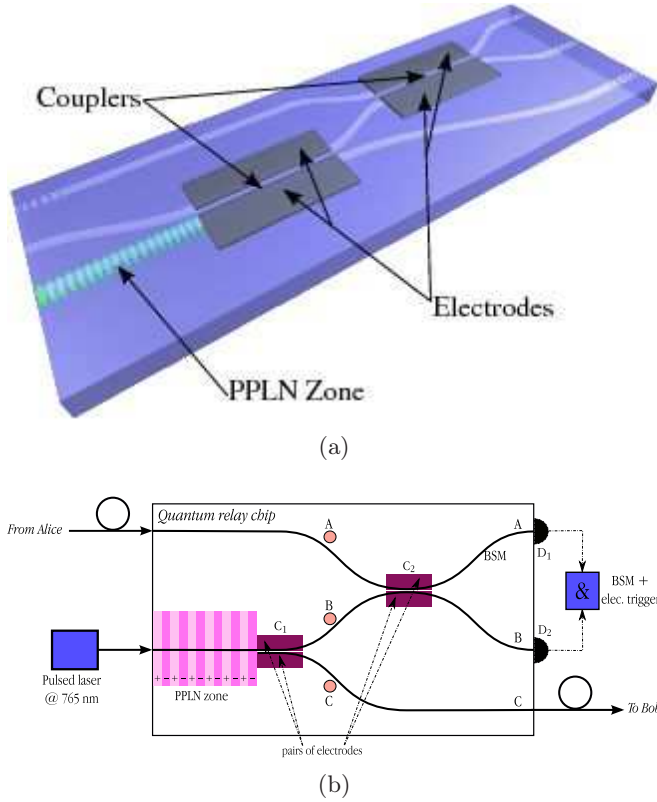 Couplers
Electrodes
PPLN Zone
(a)
Quantum relay chip
From Alice
A
A
C₂
BSM
D₁
B
C₁
&
BSM +
elec. trigger
D₂
B
Pulsed laser
@ 765 nm
+ - + - + - + - + - + -
PPLN zone
C
C
To Bob
pairs of electrodes
(b)